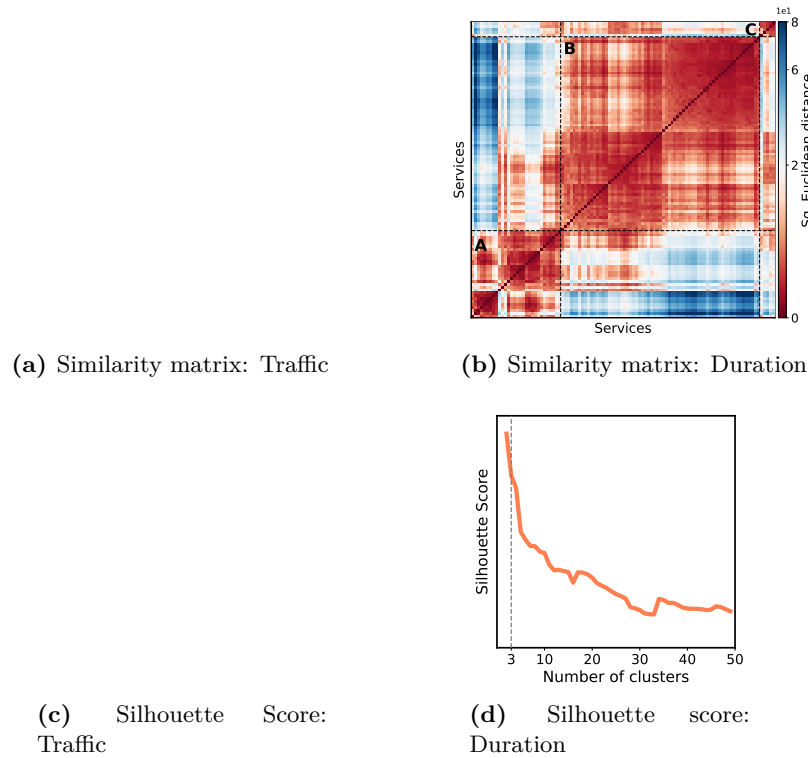 1e1
8
6
2
0
Sq. Euclidean distance
Services
A
B
C
Services
(a) Similarity matrix: Traffic
(b) Similarity matrix: Duration
Silhouette Score
3 10 20 30 40 50
Number of clusters
(c) Silhouette Score:
Traffic
(d) Silhouette score:
Duration